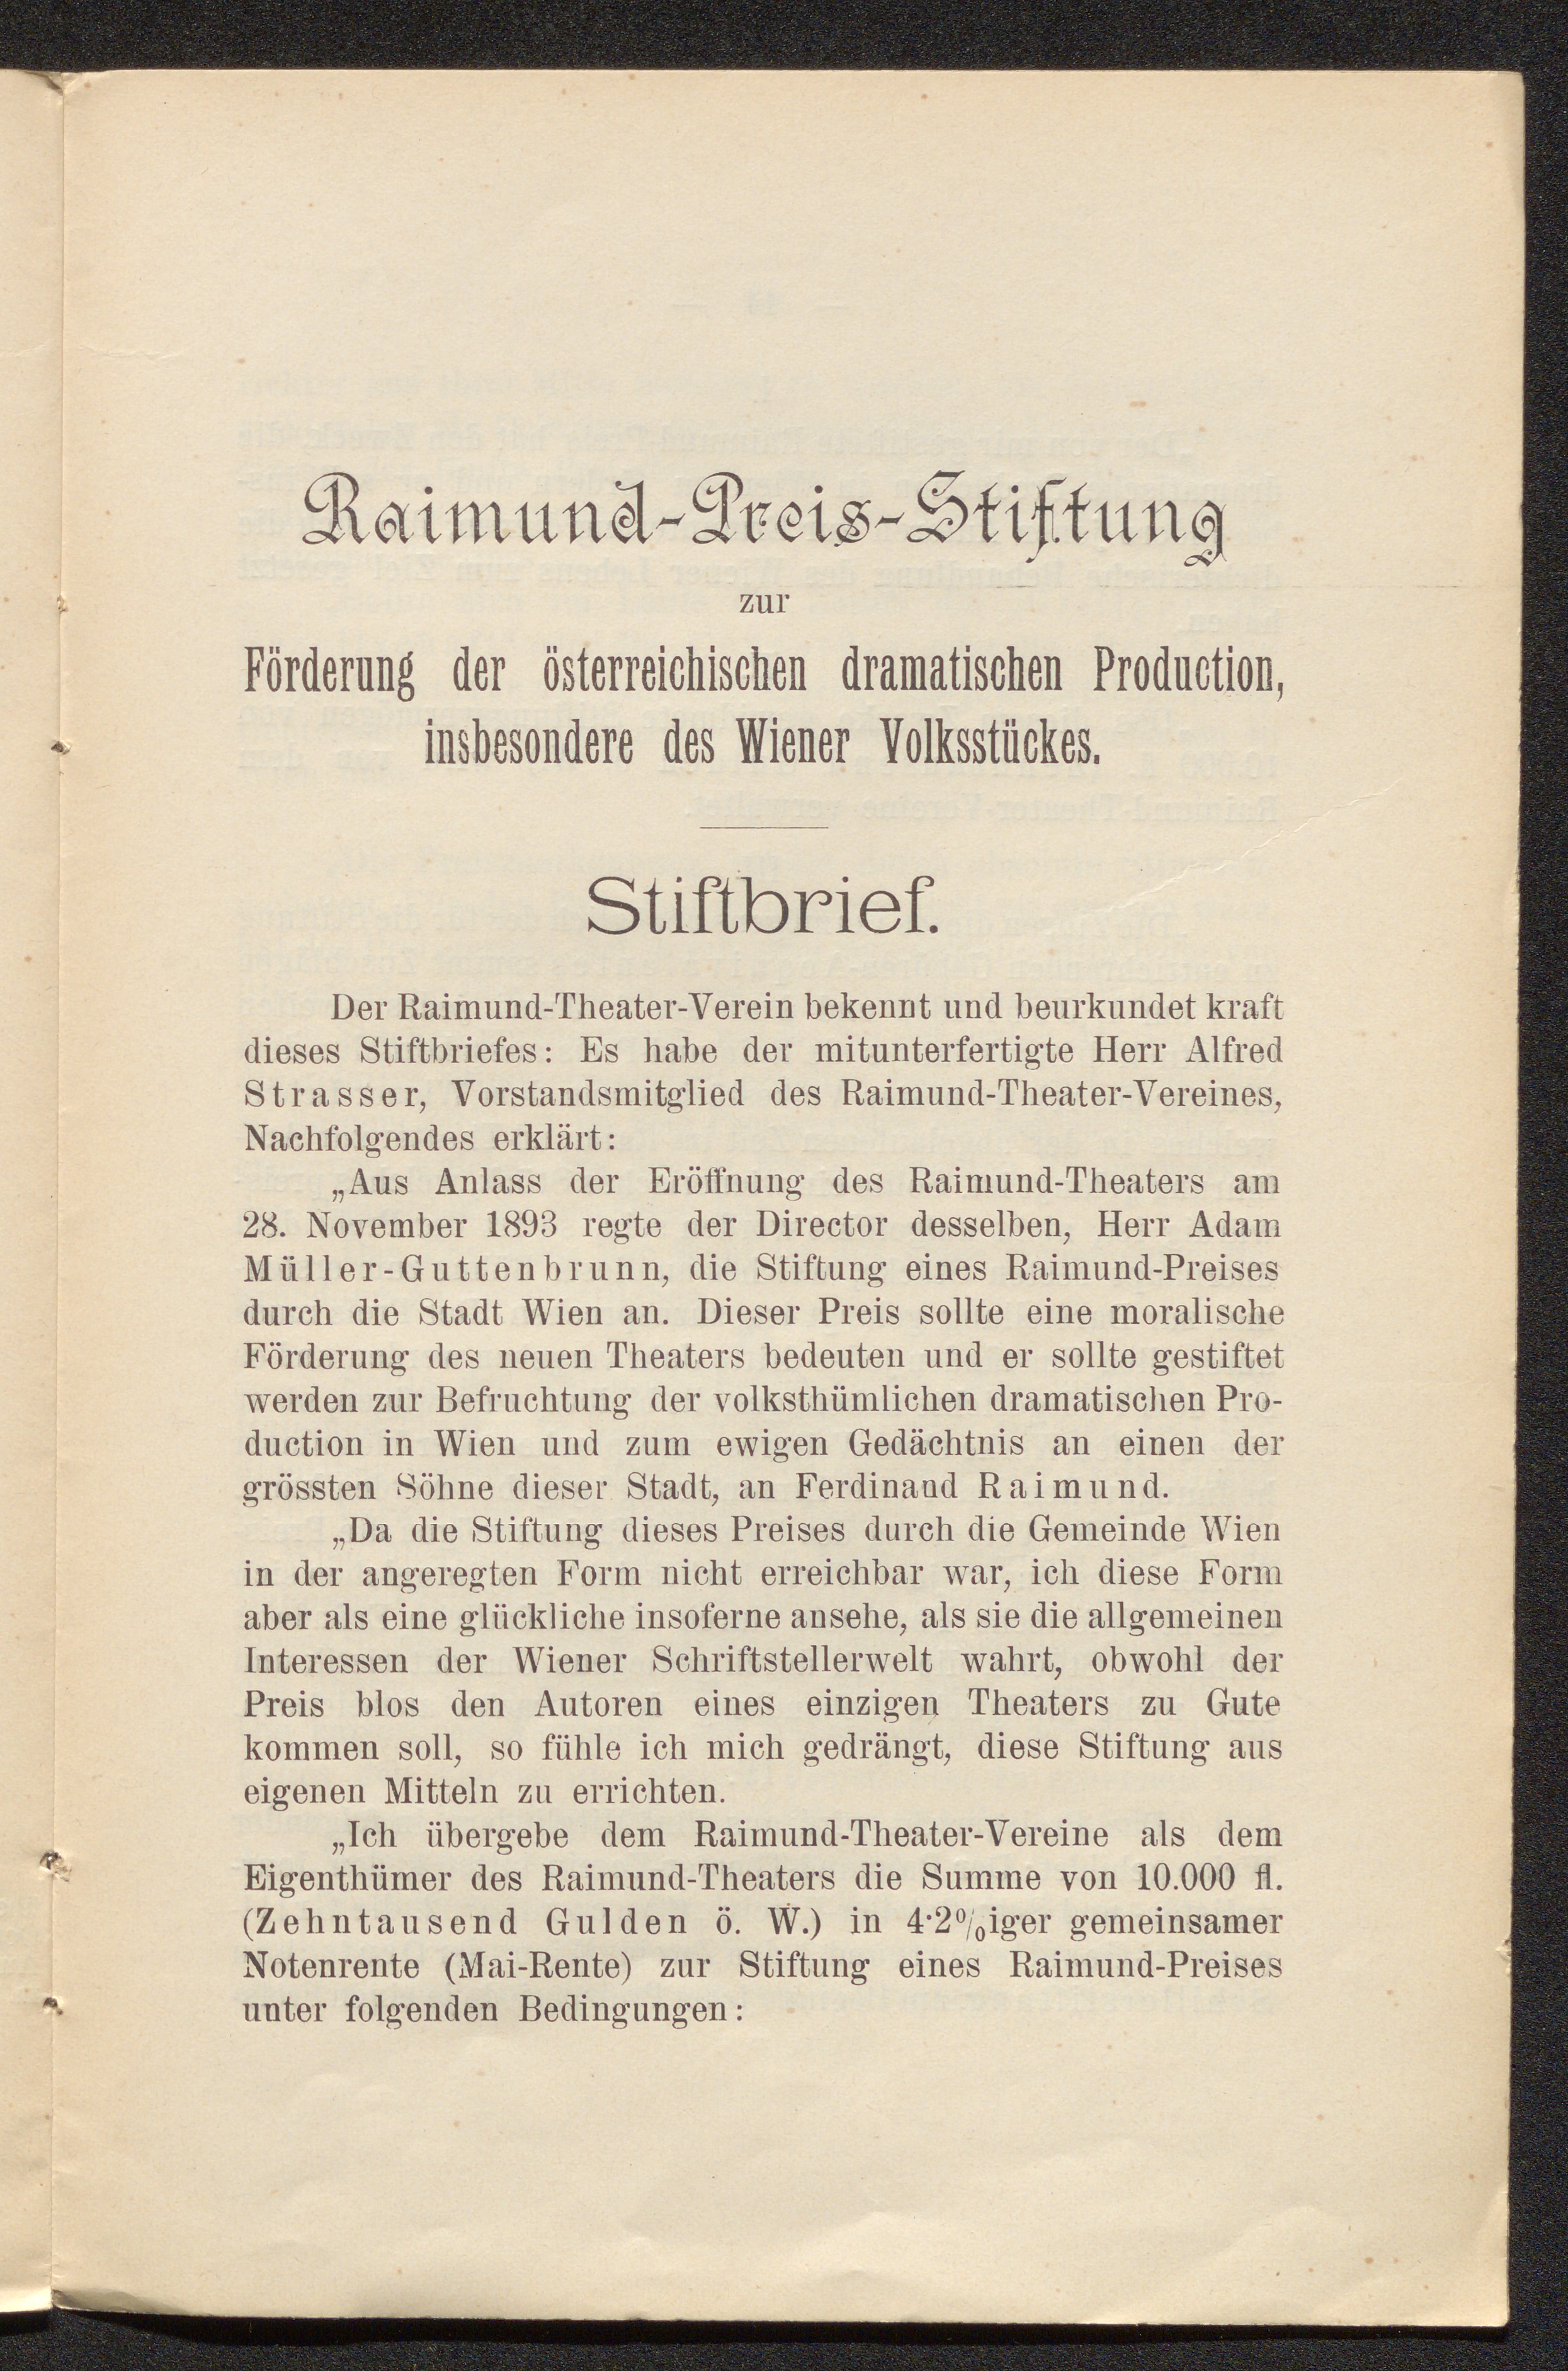 Raimund-Preis-Stiftung
zur
Förderung der österreichischen dramatischen Production,
insbesondere des Wiener Volksstückes.
Stiftbrief.
Der Raimund-Theater-Verein bekennt und beurkundet kraft
dieses Stiftbriefes: Es habe der mitunterfertigte Herr Alfred
Strasser, Vorstandsmitglied des Raimund-Theater-Vereines,
Nachfolgendes erklärt:
„Aus Anlass der Eröffnung des Raimund-Theaters am
28. November 1893 regte der Director desselben, Herr Adam
Müller-Guttenbrunn, die Stiftung eines Raimund-Preises
durch die Stadt Wien an. Dieser Preis sollte eine moralische
Förderung des neuen Theaters bedeuten und er sollte gestiftet
werden zur Befruchtung der volksthümlichen dramatischen Pro-
duction in Wien und zum ewigen Gedächtnis an einen der
grössten Söhne dieser Stadt, an Ferdinand Raimund.
„Da die Stiftung dieses Preises durch die Gemeinde Wien
in der angeregten Form nicht erreichbar war, ich diese Form
aber als eine glückliche insoferne ansehe, als sie die allgemeinen
Interessen der Wiener Schriftstellerwelt wahrt, obwohl der
Preis blos den Autoren eines einzigen Theaters zu Gute
kommen soll, so fühle ich mich gedrängt, diese Stiftung aus
eigenen Mitteln zu errichten.
„Ich übergebe dem Raimund-Theater-Vereine als dem
Eigenthümer des Raimund-Theaters die Summe von 10.000 fl.
(Zehntausend Gulden ö. W.) in 4·2%iger gemeinsamer
Notenrente (Mai-Rente) zur Stiftung eines Raimund-Preises
unter folgenden Bedingungen: